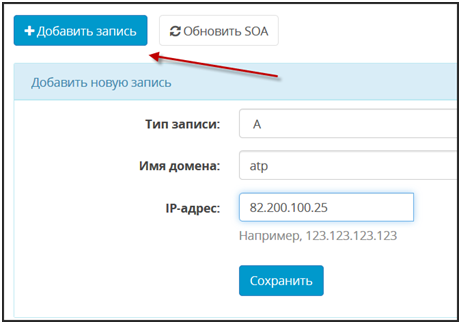 Добавить запись Обновить SOA
Добавить новую запись
Тип записи: A
Имя домена: atp
IP-адрес: 82.200.100.25
Например, 123.123.123.123
Сохранить